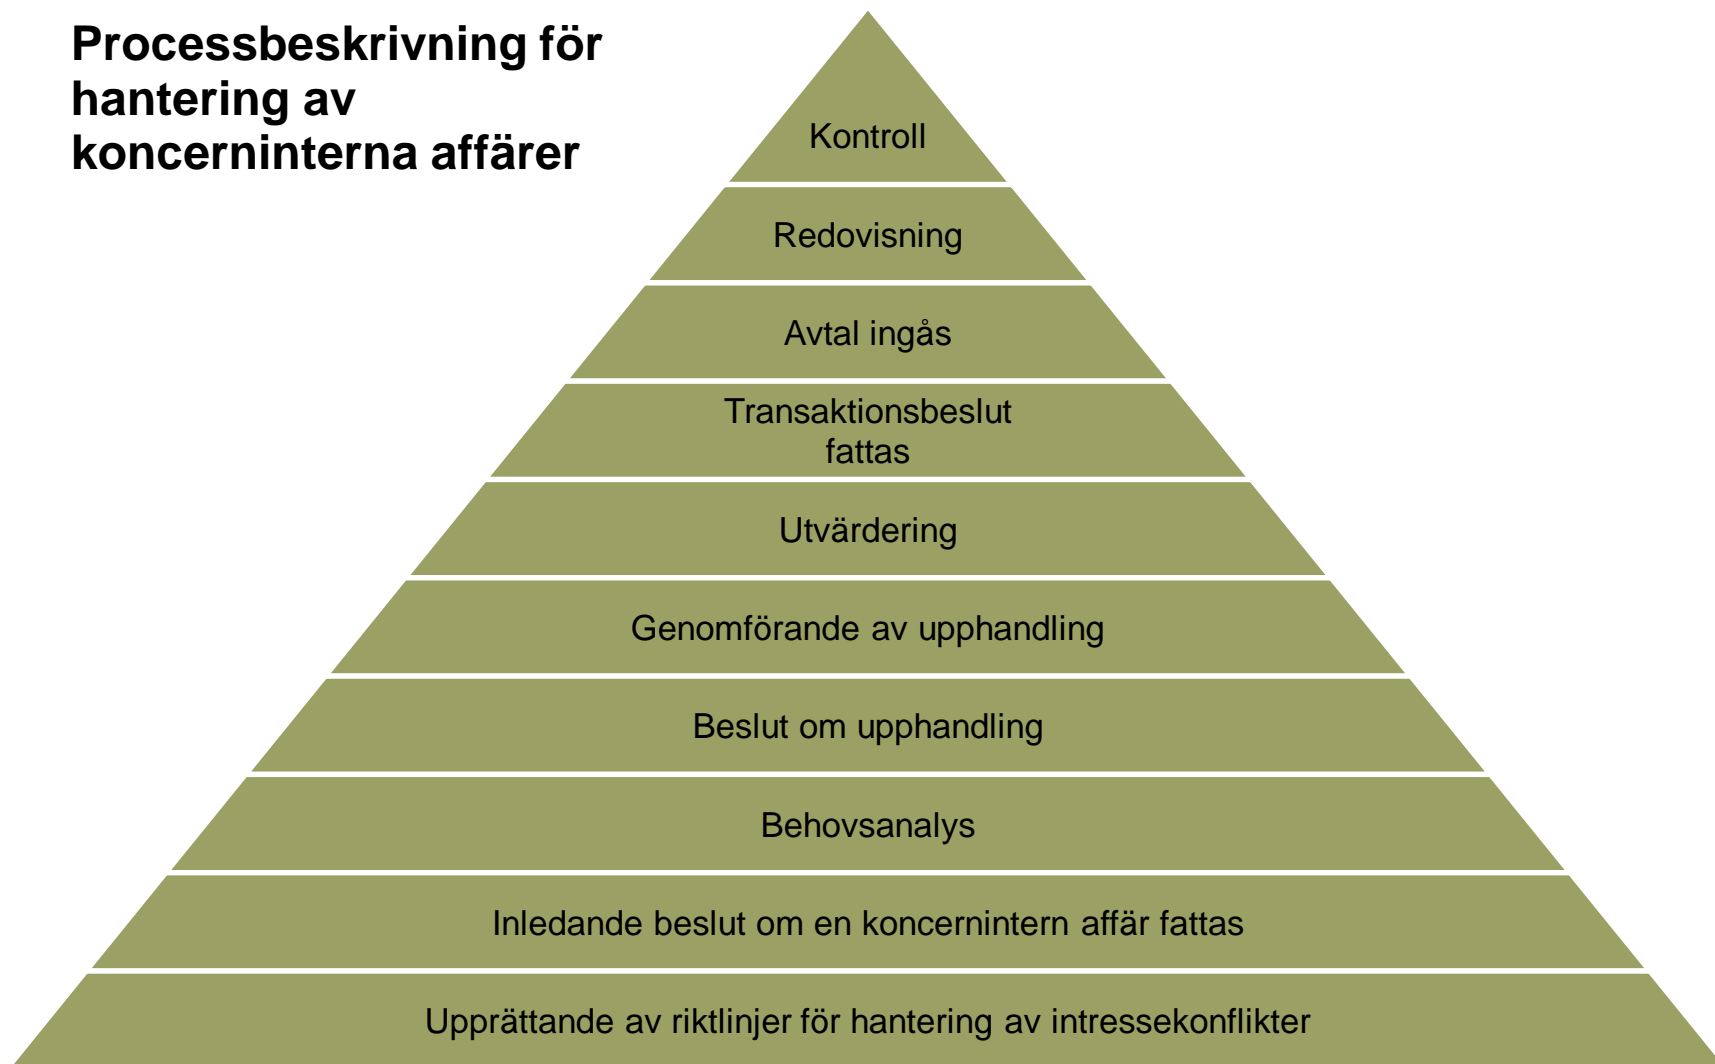 Processbeskrivning för
hantering av
koncerninterna affärer
Kontroll
Redovisning
Avtal ingås
Transaktionsbeslut
fattas
Utvärdering
Genomförande av upphandling
Beslut om upphandling
Behovsanalys
Inledande beslut om en koncernintern affär fattas
Upprättande av riktlinjer för hantering av intressekonflikter